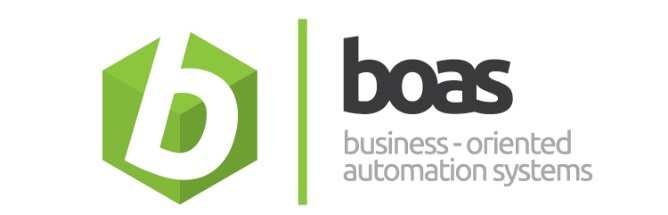 b
boas
business - oriented
automation systems